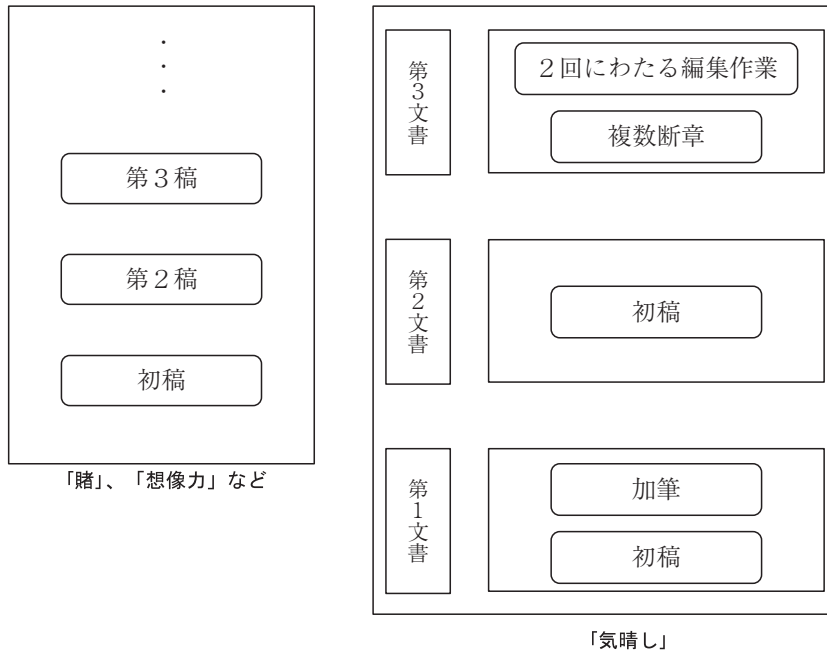 ・
・
・
第３稿
第２稿
初稿
「賭」、「想像力」など
第３文書
２回にわたる編集作業
複数断章
第２文書
初稿
第１文書
加筆
初稿
「気晴し」